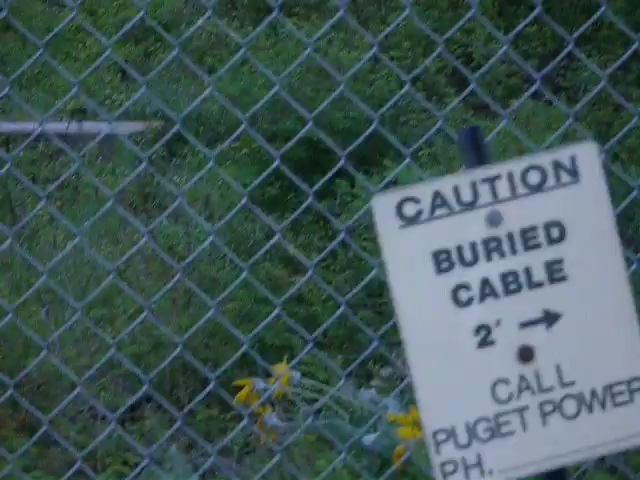 CAUTION
BURIED
CABLE
2' →
CALL
PUGET POWER
PH.